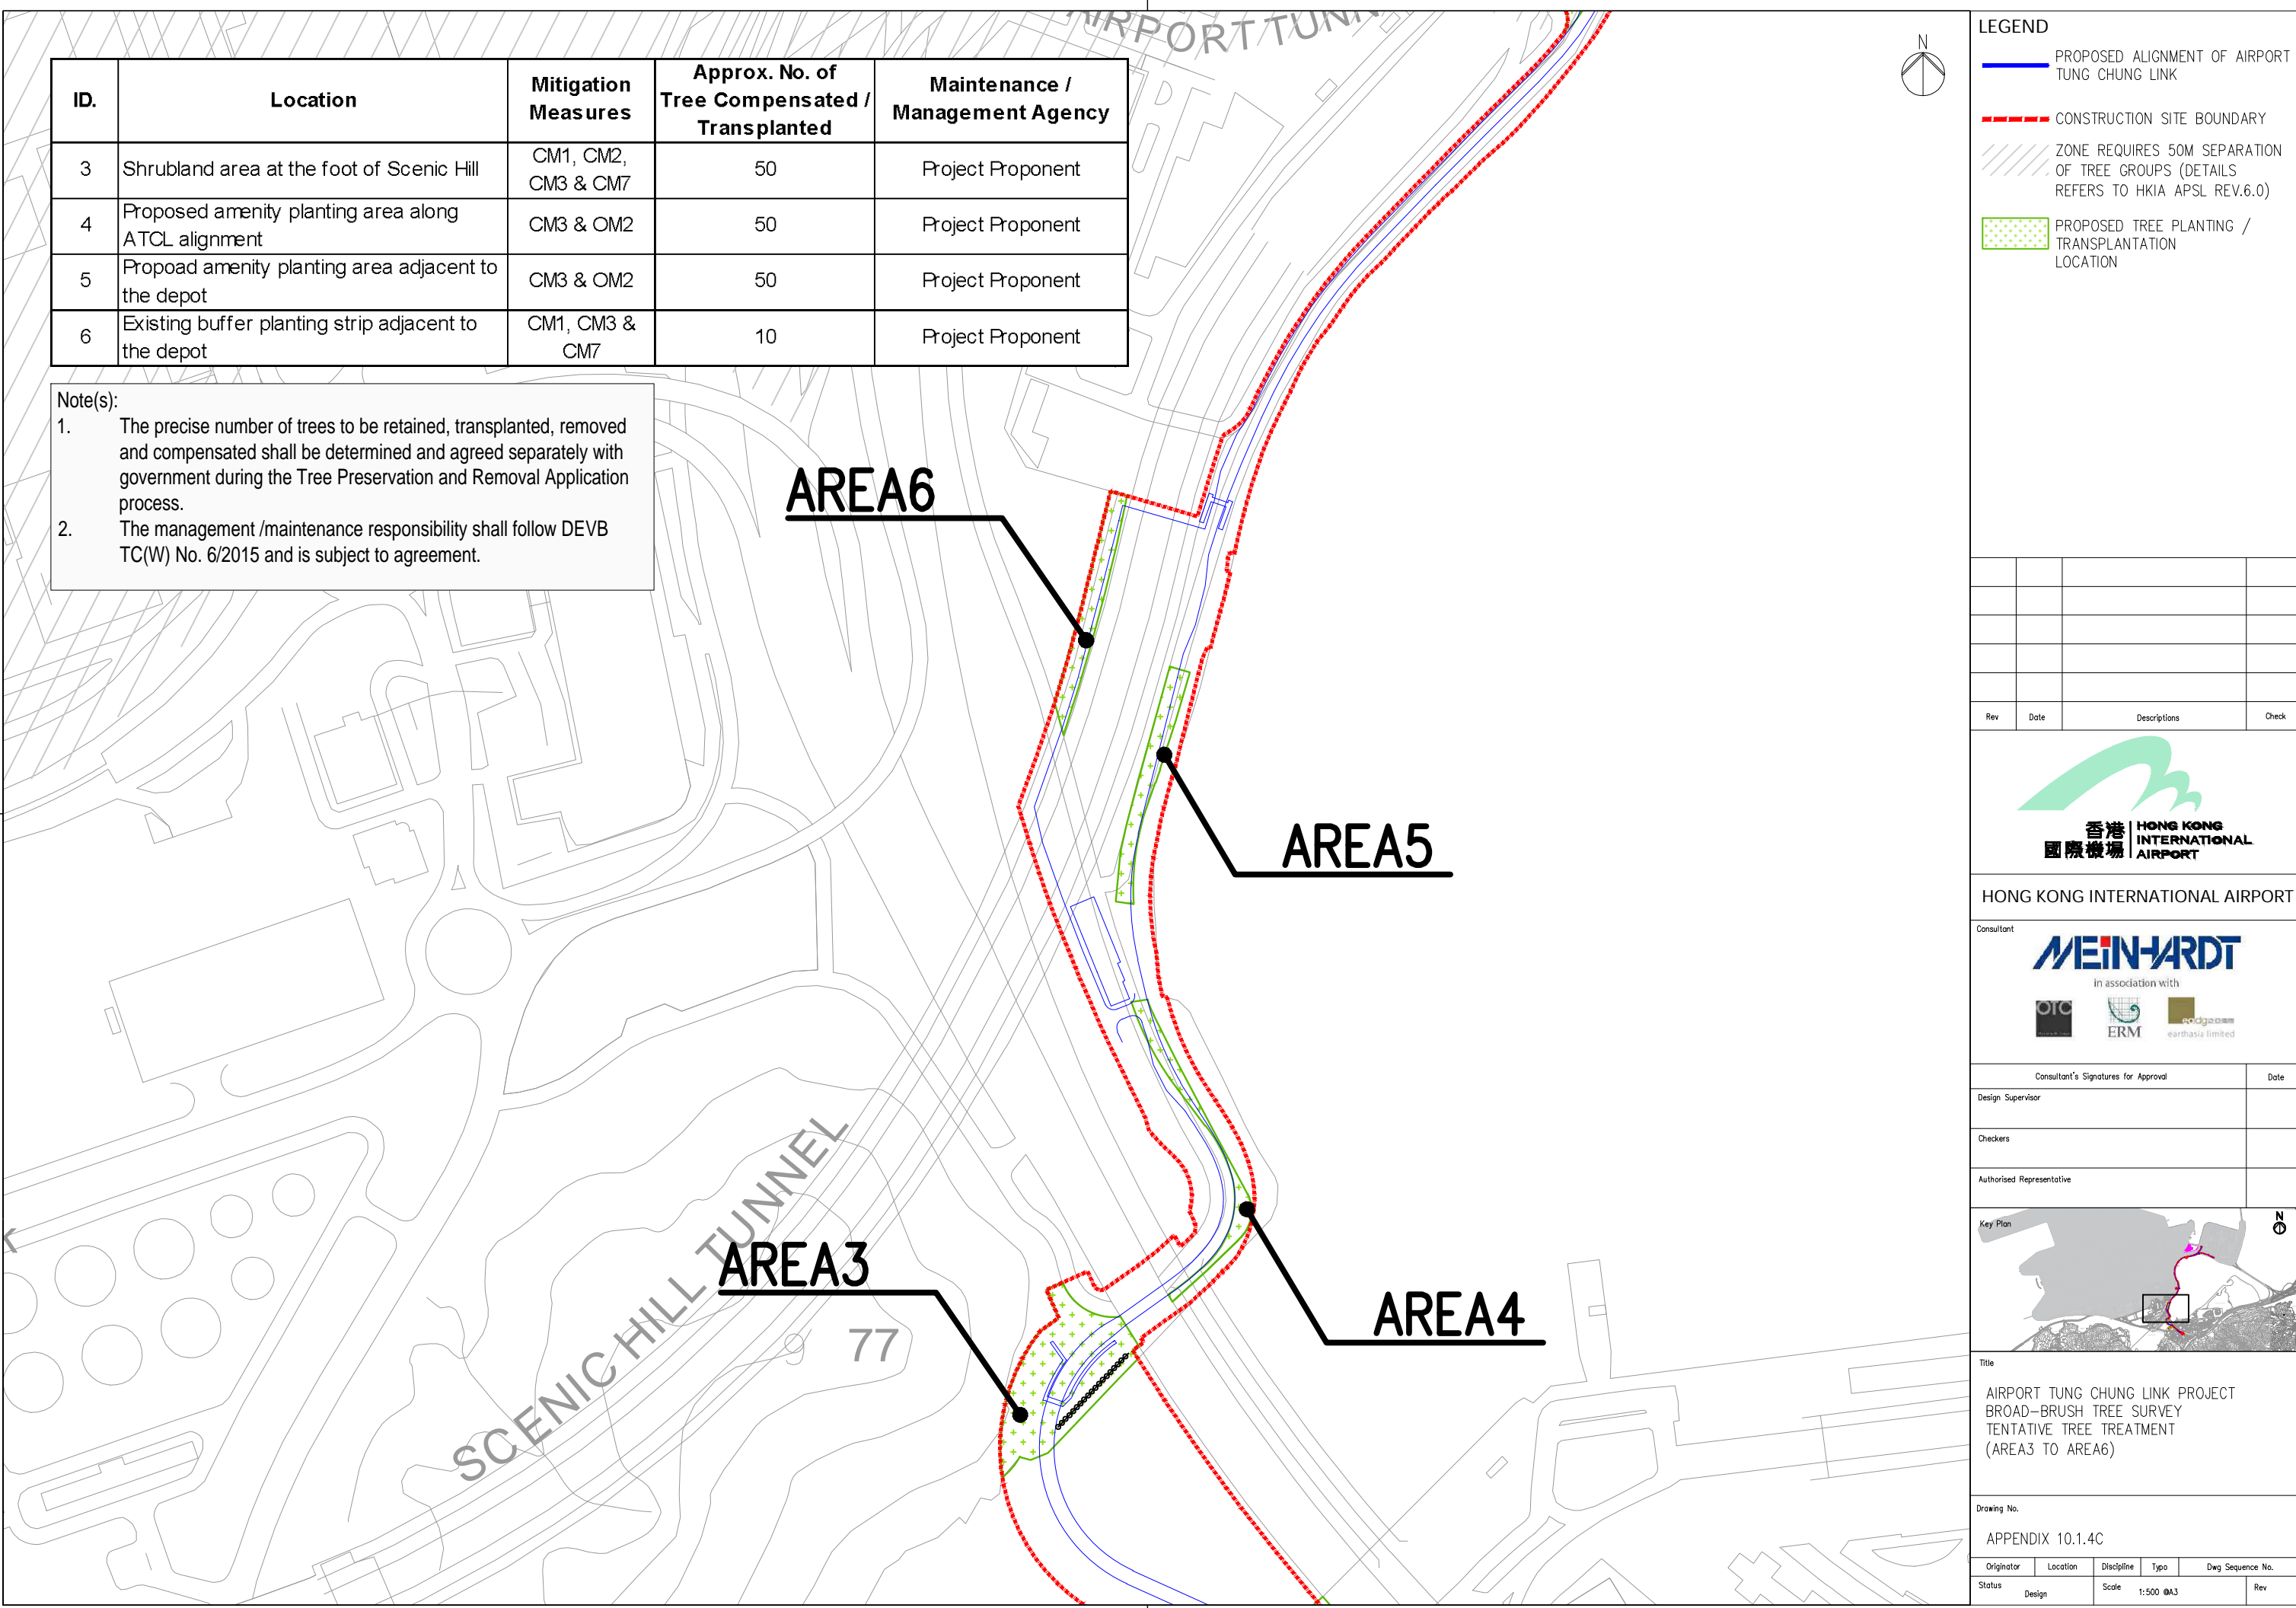 AIRPORT TUNN
ID.
Location
Mitigation
Measures
Approx. No. of
Tree Compensated /
Transplanted
Maintenance /
Management Agency
3
Shrubland area at the foot of Scenic Hill
CM1, CM2,
CM3 & CM7
50
Project Proponent
4
Proposed amenity planting area along
ATCL alignment
CM3 & OM2
50
Project Proponent
5
Propoad amenity planting area adjacent to
the depot
CM3 & OM2
50
Project Proponent
6
Existing buffer planting strip adjacent to
the depot
CM1, CM3 &
CM7
10
Project Proponent
Note(s):
1. The precise number of trees to be retained, transplanted, removed
and compensated shall be determined and agreed separately with
government during the Tree Preservation and Removal Application
process.
2. The management /maintenance responsibility shall follow DEVB
TC(W) No. 6/2015 and is subject to agreement.
N
AREA6
AREA5
AREA3
AREA4
SCENIC HILL TUNNEL
77
LEGEND
PROPOSED ALIGNMENT OF AIRPORT
TUNG CHUNG LINK
CONSTRUCTION SITE BOUNDARY
ZONE REQUIRES 50M SEPARATION
OF TREE GROUPS (DETAILS
REFERS TO HKIA APSL REV.6.0)
PROPOSED TREE PLANTING /
TRANSPLANTATION
LOCATION
Rev Date Descriptions Check
香港
國際機場
HONG KONG
INTERNATIONAL
AIRPORT
HONG KONG INTERNATIONAL AIRPORT
Consultant
MEiNHARDT
in association with
OTC
ERM
earthasia limited
Consultant's Signatures for Approval Date
Design Supervisor
Checkers
Authorised Representative
Key Plan
N
Title
AIRPORT TUNG CHUNG LINK PROJECT
BROAD-BRUSH TREE SURVEY
TENTATIVE TREE TREATMENT
(AREA3 TO AREA6)
Drawing No.
APPENDIX 10.1.4C
Originator Location Discipline Typo Dwg Sequence No.
Status Design Scale 1:500 @A3 Rev